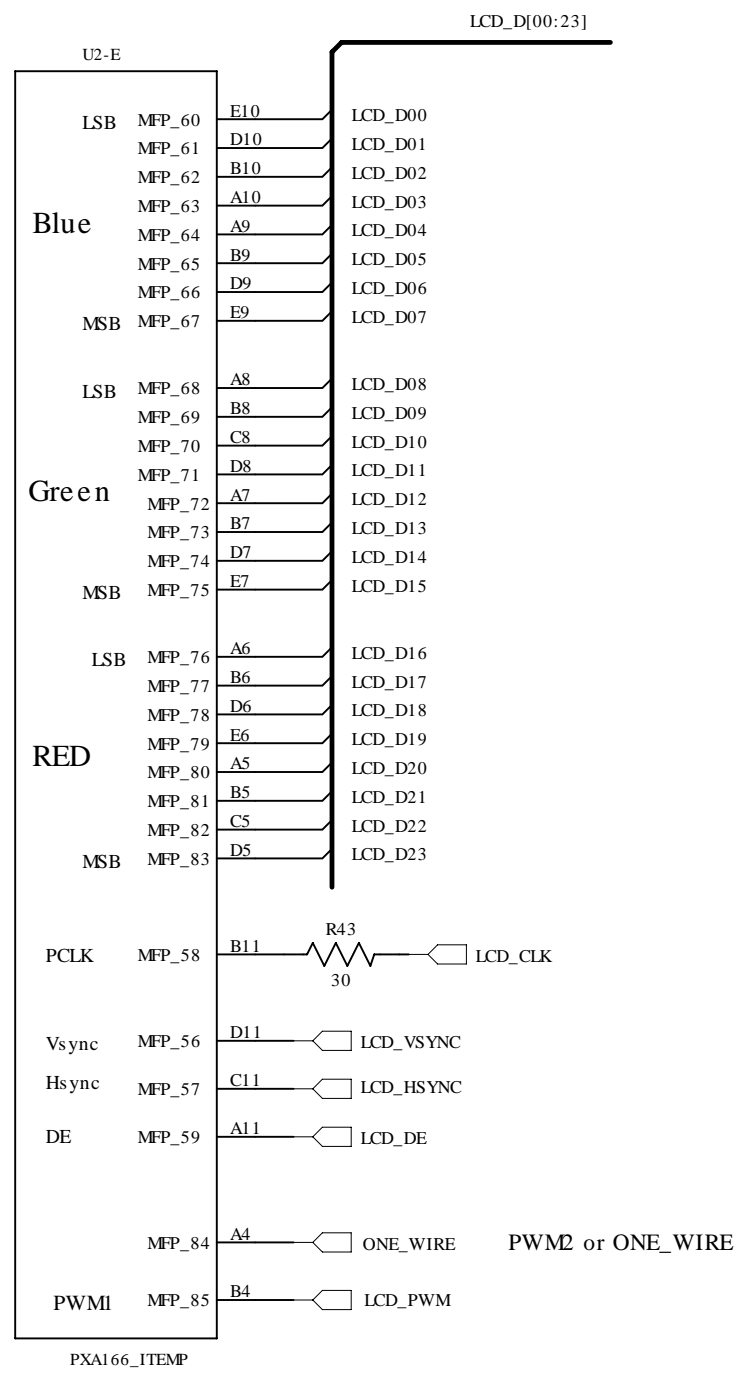 LCD_D[00:23]
U2-E
LSB MFP_60 E10 LCD_D00
MFP_61 D10 LCD_D01
MFP_62 B10 LCD_D02
MFP_63 A10 LCD_D03
Blue
MFP_64 A9 LCD_D04
MFP_65 B9 LCD_D05
MFP_66 D9 LCD_D06
MSB MFP_67 E9 LCD_D07
LSB MFP_68 A8 LCD_D08
MFP_69 B8 LCD_D09
MFP_70 C8 LCD_D10
MFP_71 D8 LCD_D11
Green
MFP_72 A7 LCD_D12
MFP_73 B7 LCD_D13
MFP_74 D7 LCD_D14
MSB MFP_75 E7 LCD_D15
LSB MFP_76 A6 LCD_D16
MFP_77 B6 LCD_D17
MFP_78 D6 LCD_D18
MFP_79 E6 LCD_D19
RED
MFP_80 A5 LCD_D20
MFP_81 B5 LCD_D21
MFP_82 C5 LCD_D22
MSB MFP_83 D5 LCD_D23
R43
PCLK MFP_58 B11 LCD_CLK
30
Vsync MFP_56 D11 LCD_VSYNC
Hsync MFP_57 C11 LCD_HSYNC
DE MFP_59 A11 LCD_DE
MFP_84 A4 ONE_WIRE PWM2 or ONE_WIRE
PWM1 MFP_85 B4 LCD_PWM
PXA166_ITEMP